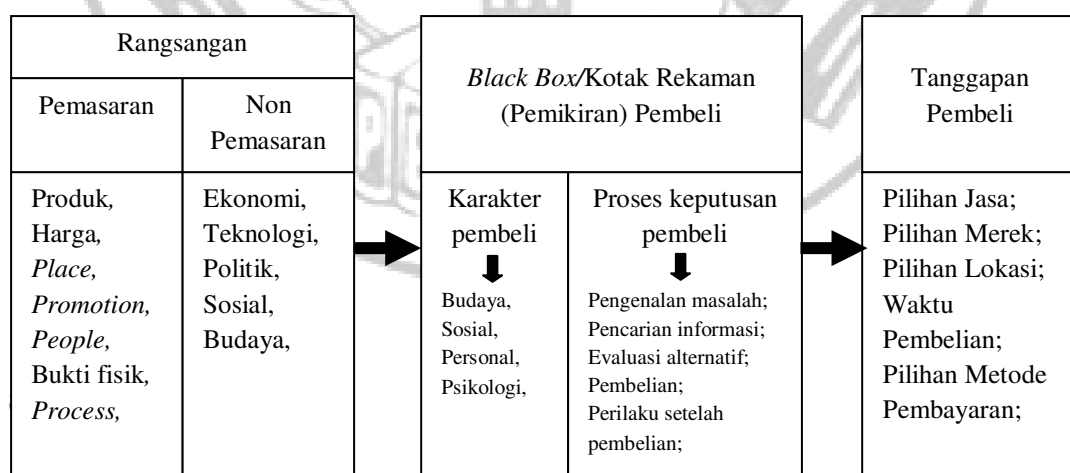 Rangsangan
Pemasaran
Non
Pemasaran
Produk,
Harga,
Place,
Promotion,
People,
Bukti fisik,
Process,
Ekonomi,
Teknologi,
Politik,
Sosial,
Budaya,
Black Box/Kotak Rekaman
(Pemikiran) Pembeli
Karakter
pembeli
Budaya,
Sosial,
Personal,
Psikologi,
Proses keputusan
pembeli
Pengenalan masalah;
Pencarian informasi;
Evaluasi alternatif;
Pembelian;
Perilaku setelah
pembelian;
Tanggapan
Pembeli
Pilihan Jasa;
Pilihan Merek;
Pilihan Lokasi;
Waktu
Pembelian;
Pilihan Metode
Pembayaran;